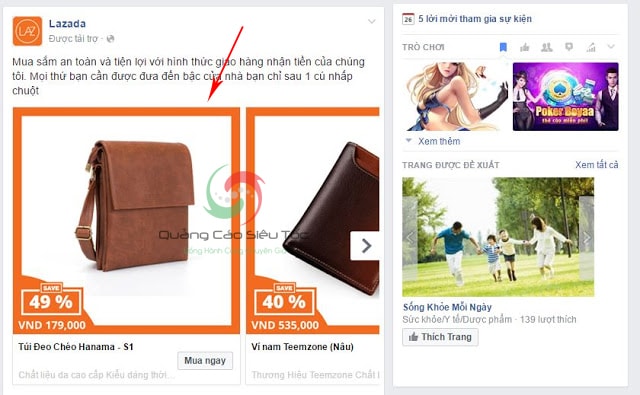 LAZ
Lazada
Được tài trợ ·
Mua sắm an toàn và tiện lợi với hình thức giao hàng nhận tiền của chúng
tôi. Mọi thứ bạn cần được đưa đến bậc cửa nhà bạn chỉ sau 1 cú nhấp
chuột
Quảng Cáo Siêu Tốc
SAVE
49 %
VND 179,000
SAVE
40 %
VND 535,000
Túi Đeo Chéo Hanama - S1
Mua ngay
Chất liệu da cao cấp Kiểu dáng thời...
Ví nam Teemzone (Nâu)
Thương Hiệu Teemzone Chất L
26
5 lời mời tham gia sự kiện
TRÒ CHƠI
Poker Boyaa
Xem thêm
TRANG ĐƯỢC ĐỀ XUẤT
Xem tất cả
Sống Khỏe Mỗi Ngày
Sức khỏe/Y tế/Dược phẩm · 139 lượt thích
Thích Trang